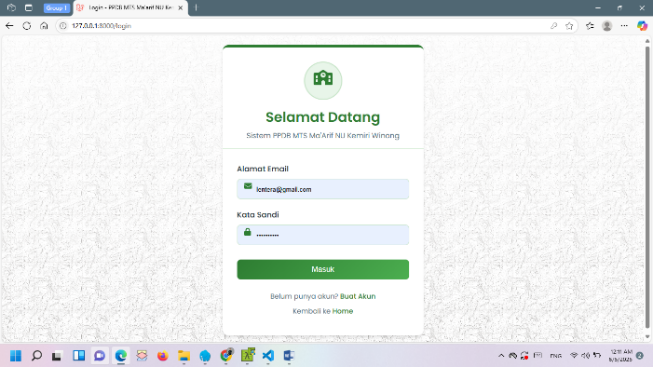 Group 1
Login - PPDB MTS Ma'Arif NU Ke
127.0.0.1:8000/login
Selamat Datang
Sistem PPDB MTS Ma'Arif NU Kemiri Winong
Alamat Email
lentera@gmail.com
Kata Sandi
Masuk
Belum punya akun? Buat Akun
Kembali ke Home
ENG
12:11 AM